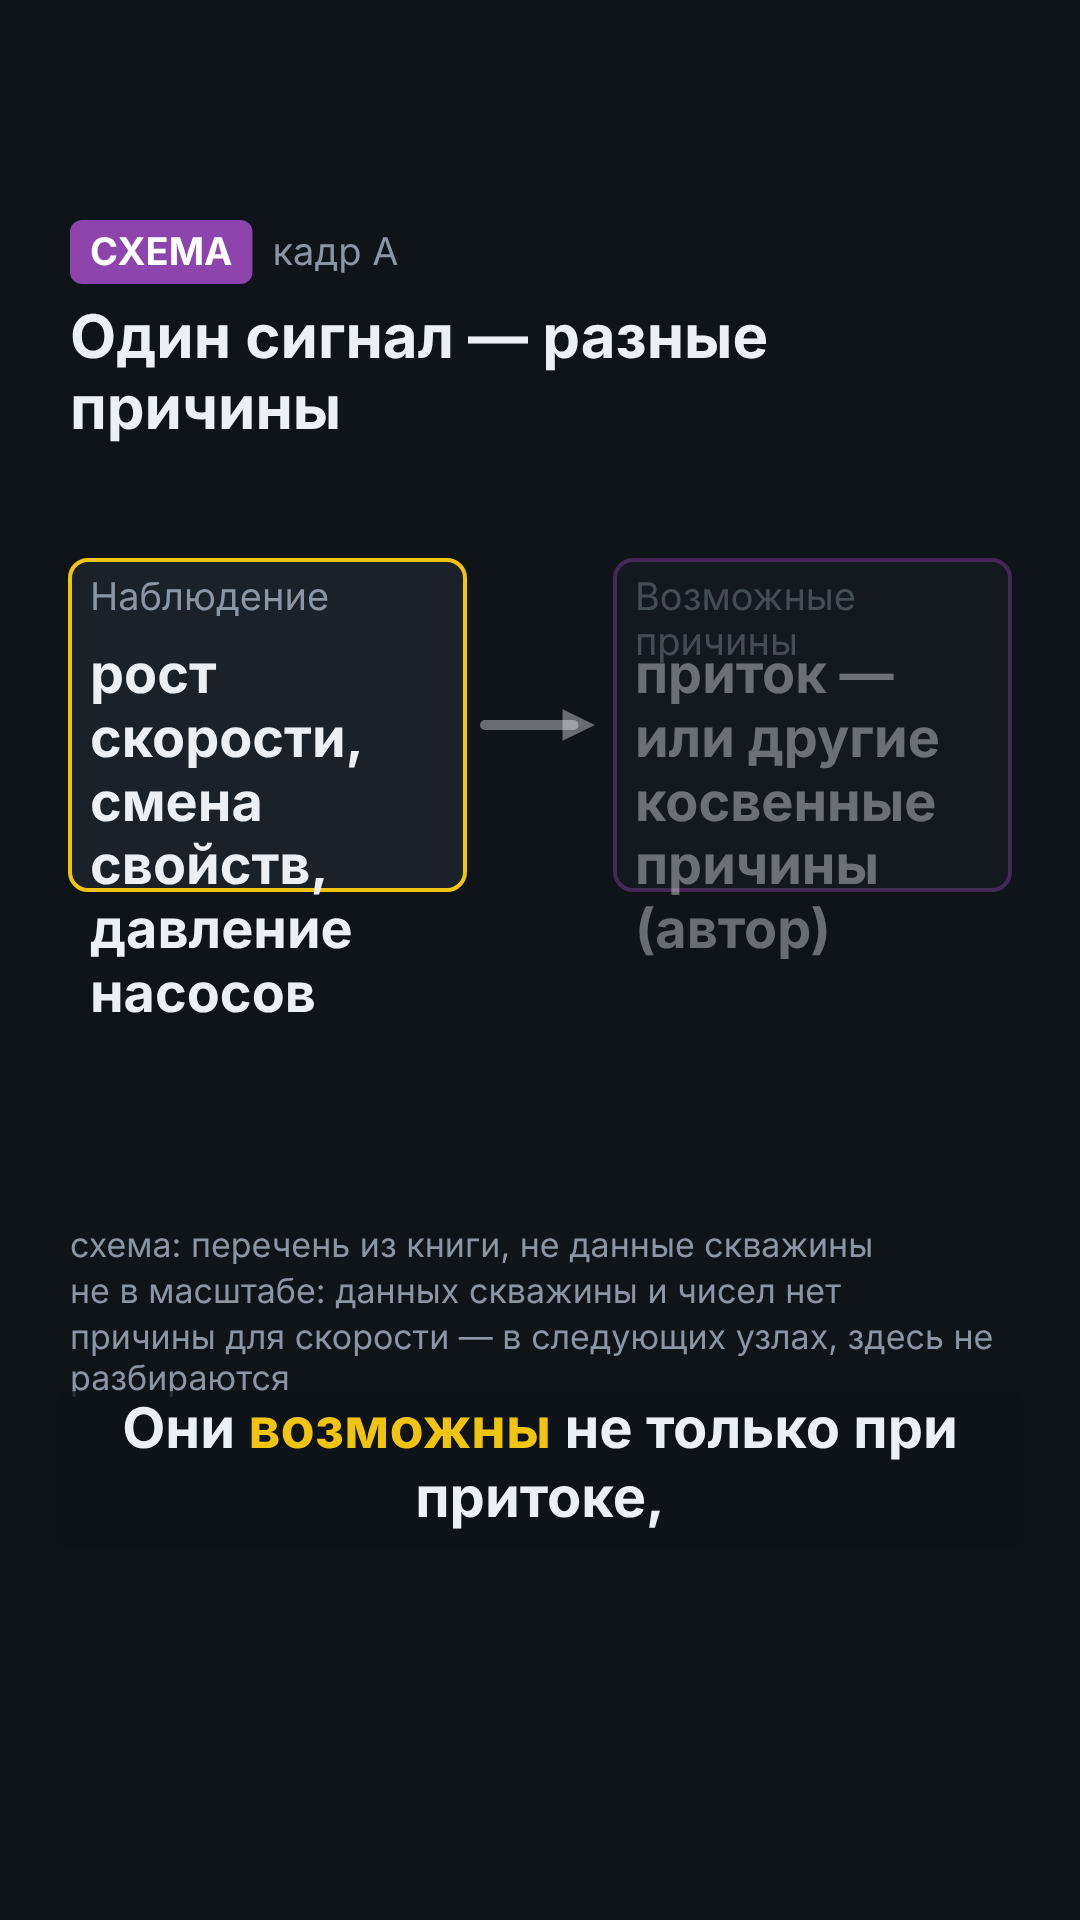 СХЕМА кадр А
Один сигнал — разные
причины
Наблюдение
рост
скорости,
смена
свойств,
давление
насосов
Возможные
причины
приток —
или другие
косвенные
причины
(автор)
схема: перечень из книги, не данные скважины
не в масштабе: данных скважины и чисел нет
причины для скорости — в следующих узлах, здесь не
разбираются
Они возможны не только при
притоке,